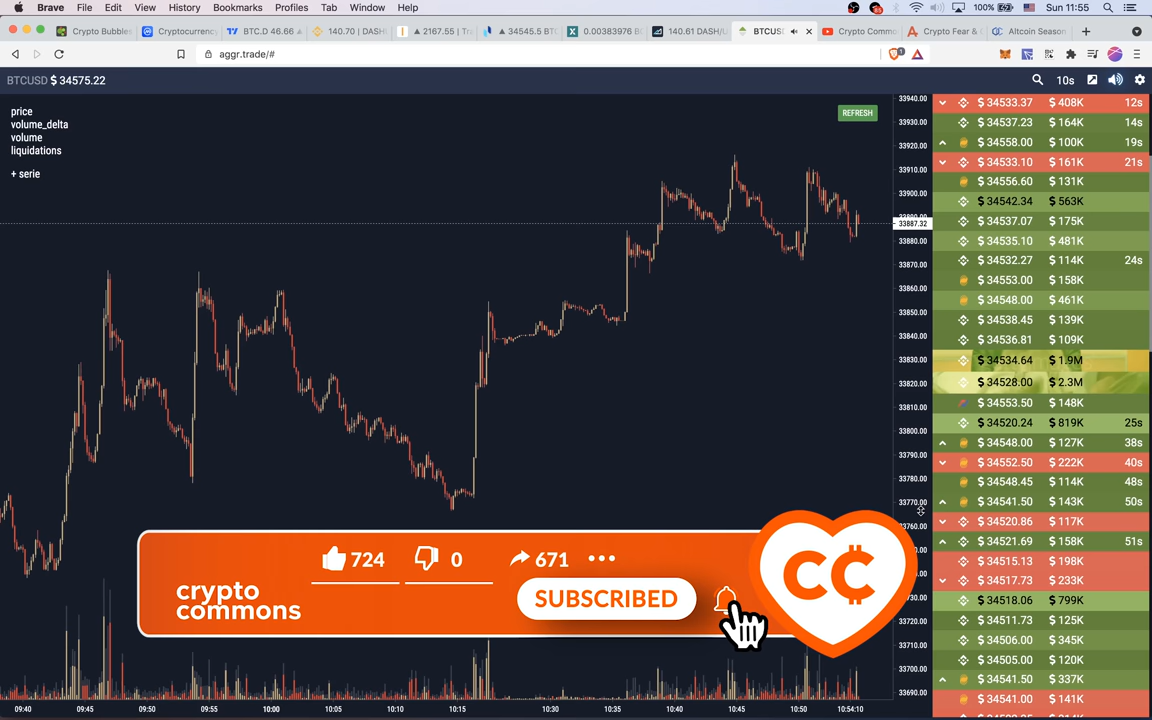 Brave File Edit View History Bookmarks Profiles Tab Window Help 100% Sun 11:55
Crypto Bubbles Cryptocurrency BTC.D 46.66 140.70 | DASH ▲ 2167.55 | Tr ▲ 34545.5 BT 0.00383976 B 140.61 DASH/U BTCUS Crypto Comm Crypto Fear & G Altcoin Season
aggr.trade/#
BTCUSD $ 34575.22
10s
price
volume_delta
volume
liquidations
+ serie
REFRESH
33940.00
33930.00
33920.00
33910.00
33900.00
33887.32
33880.00
33870.00
33860.00
33850.00
33840.00
33830.00
33820.00
33810.00
33800.00
33790.00
33780.00
33770.00
33760.00
33720.00
33710.00
33700.00
33690.00
$ 34533.37 $ 408K 12s
$ 34537.23 $ 164K 14s
$ 34558.00 $ 100K 19s
$ 34533.10 $ 161K 21s
$ 34556.60 $ 131K
$ 34542.34 $ 563K
$ 34537.07 $ 175K
$ 34535.10 $ 481K
$ 34532.27 $ 114K 24s
$ 34553.00 $ 158K
$ 34548.00 $ 461K
$ 34538.45 $ 139K
$ 34536.81 $ 109K
$ 34534.64 $ 1.9M
$ 34528.00 $ 2.3M
$ 34553.50 $ 148K
$ 34520.24 $ 819K 25s
$ 34548.00 $ 127K 38s
$ 34552.50 $ 222K 40s
$ 34548.45 $ 114K 48s
$ 34541.50 $ 143K 50s
$ 34520.86 $ 117K
$ 34521.69 $ 158K 51s
$ 34515.13 $ 198K
$ 34517.73 $ 233K
$ 34518.06 $ 799K
$ 34511.73 $ 125K
$ 34506.00 $ 345K
$ 34505.00 $ 120K
$ 34541.50 $ 337K
$ 34541.00 $ 141K
724 0 671
crypto
commons
SUBSCRIBED
CC
09:40 09:45 09:50 09:55 10:00 10:05 10:10 10:15 10:30 10:35 10:40 10:45 10:50 10:54:10